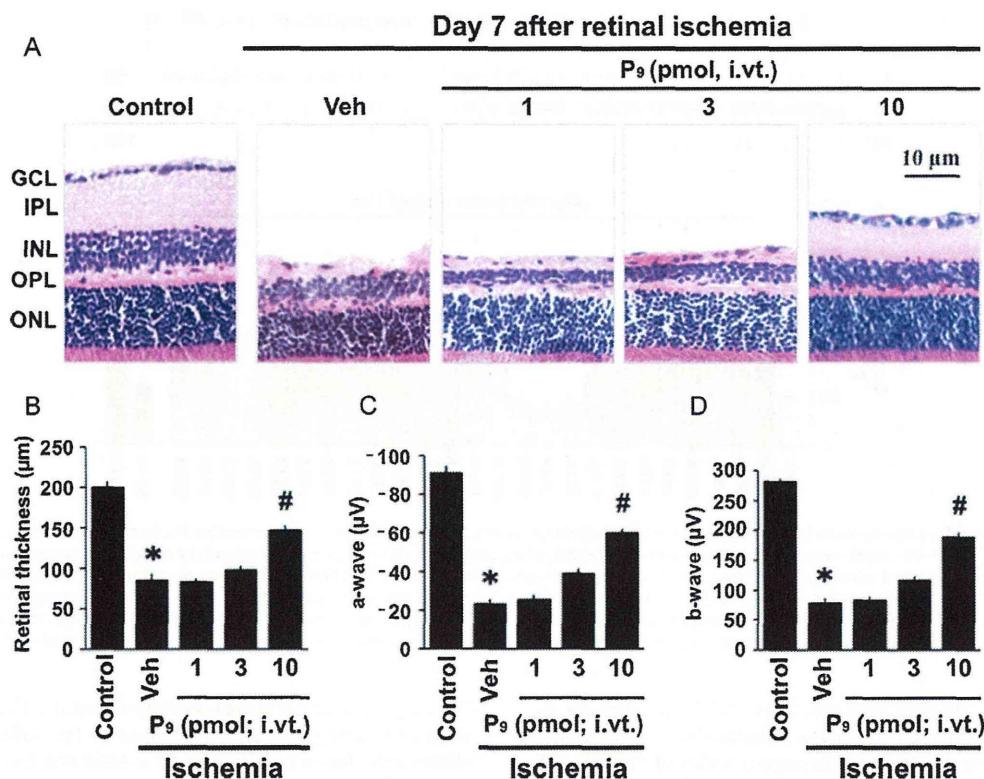 Day 7 after retinal ischemia
A
P9 (pmol, i.vt.)
Control Veh 1 3 10
GCL
IPL
INL
OPL
ONL
10 µm
B
Retinal thickness (µm)
250
200
150
100
50
0
*
#
Control
Veh
1
3
10
P9 (pmol; i.vt.)
Ischemia
C
a-wave (µV)
-100
-80
-60
-40
-20
0
*
#
Control
Veh
1
3
10
P9 (pmol; i.vt.)
Ischemia
D
b-wave (µV)
300
250
200
150
100
50
0
*
#
Control
Veh
1
3
10
P9 (pmol; i.vt.)
Ischemia